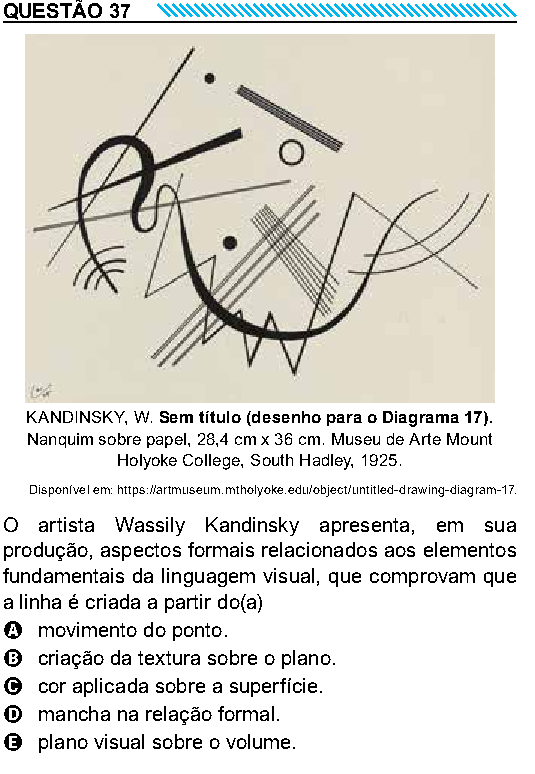 QUESTÃO 37
KANDINSKY, W. Sem título (desenho para o Diagrama 17).
Nanquim sobre papel, 28,4 cm x 36 cm. Museu de Arte Mount
Holyoke College, South Hadley, 1925.
Disponível em: https://artmuseum.mtholyoke.edu/object/untitled-drawing-diagram-17.
O artista Wassily Kandinsky apresenta, em sua
produção, aspectos formais relacionados aos elementos
fundamentais da linguagem visual, que comprovam que
a linha é criada a partir do(a)
A movimento do ponto.
B criação da textura sobre o plano.
C cor aplicada sobre a superfície.
D mancha na relação formal.
E plano visual sobre o volume.